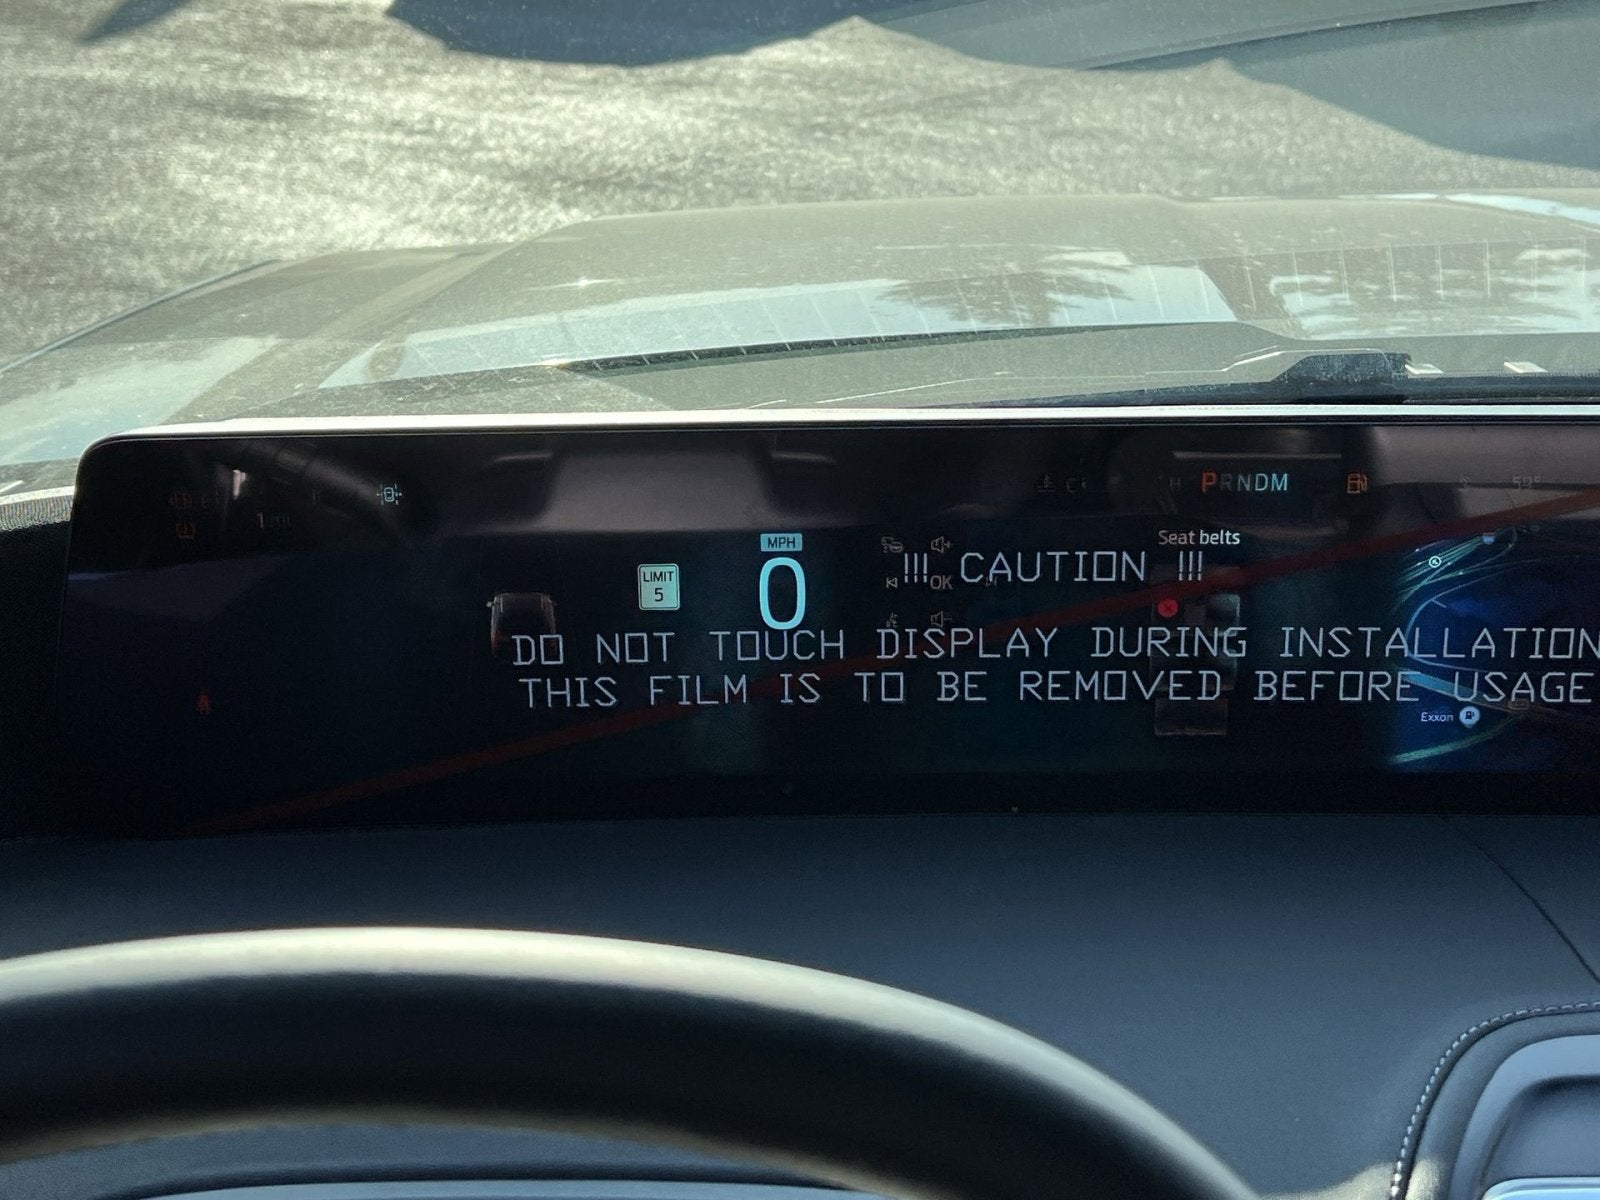 PRNDM
MPH
Seat belts
LIMIT
5
0
!!! CAUTION !!!
OK
DO NOT TOUCH DISPLAY DURING INSTALLATION
THIS FILM IS TO BE REMOVED BEFORE USAGE
Exxon